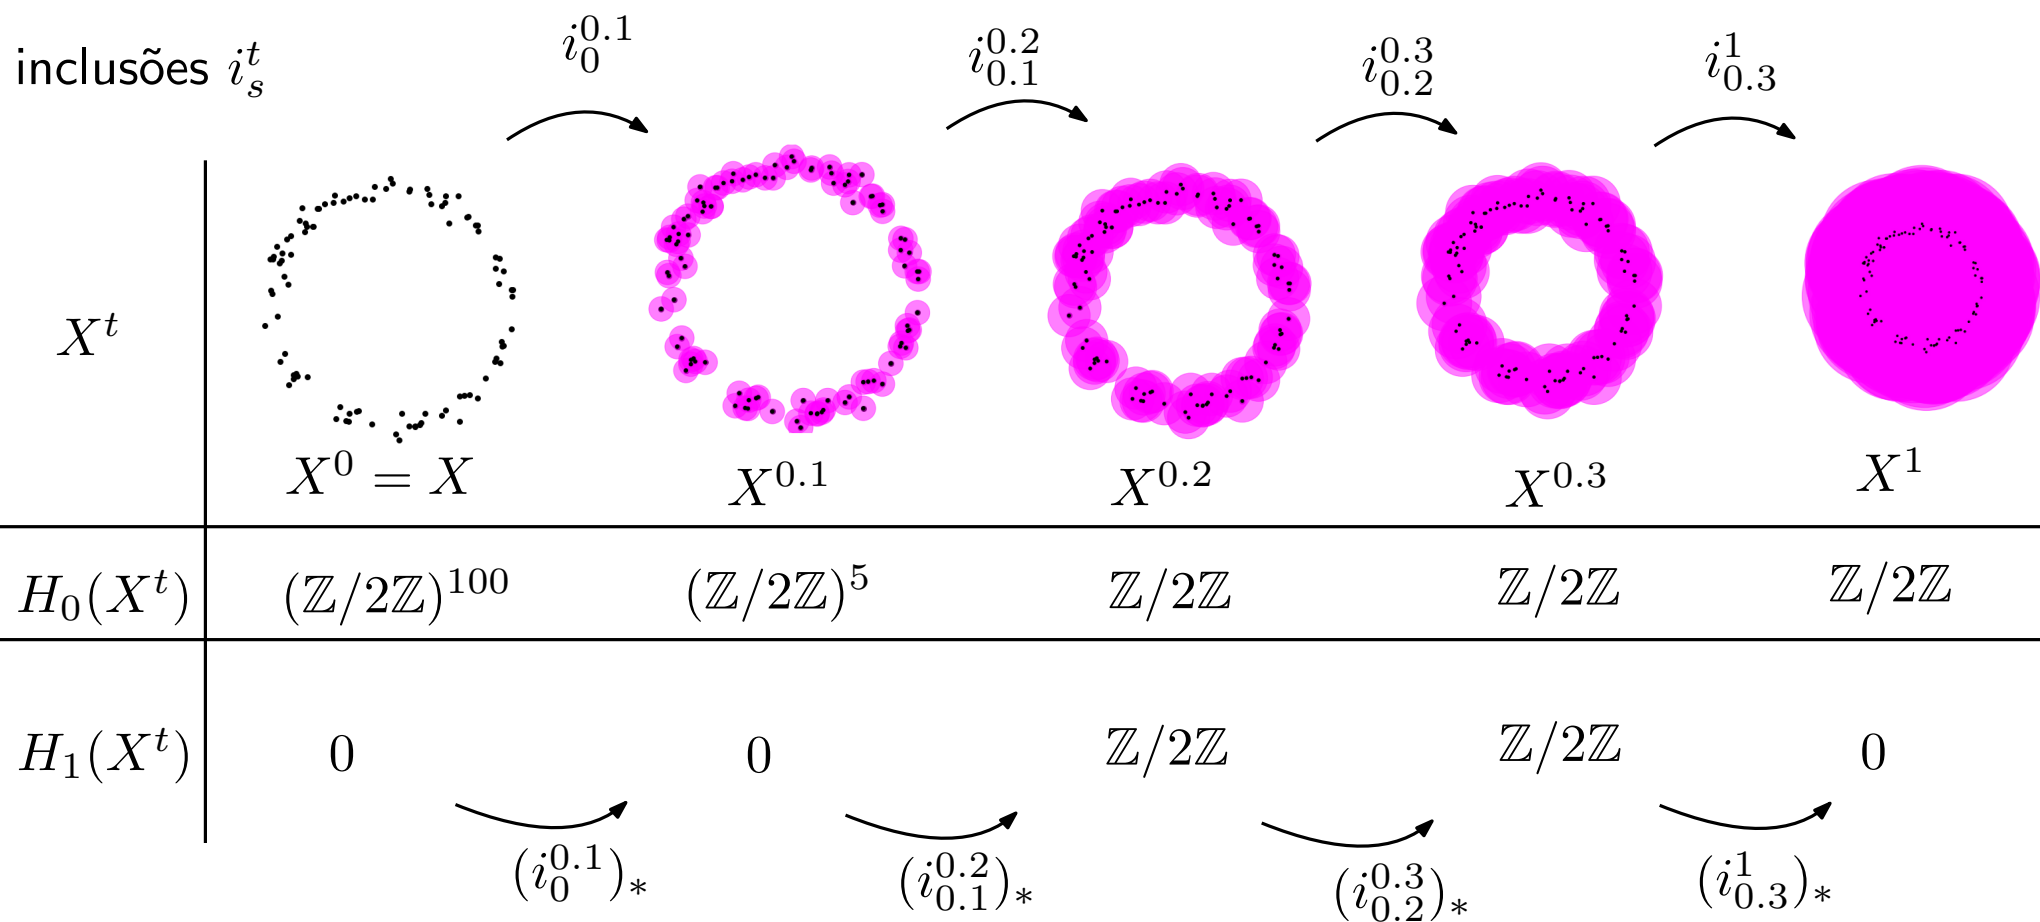 inclusões $i_s^t$ $i_0^{0.1}$ $i_{0.1}^{0.2}$ $i_{0.2}^{0.3}$ $i_{0.3}^{1}$
$X^t$
$X^0 = X$ $X^{0.1}$ $X^{0.2}$ $X^{0.3}$ $X^1$
$H_0(X^t)$ $(\mathbb{Z}/2\mathbb{Z})^{100}$ $(\mathbb{Z}/2\mathbb{Z})^5$ $\mathbb{Z}/2\mathbb{Z}$ $\mathbb{Z}/2\mathbb{Z}$ $\mathbb{Z}/2\mathbb{Z}$
$H_1(X^t)$ 0 0 $\mathbb{Z}/2\mathbb{Z}$ $\mathbb{Z}/2\mathbb{Z}$ 0
$(i_0^{0.1})_*$ $(i_{0.1}^{0.2})_*$ $(i_{0.2}^{0.3})_*$ $(i_{0.3}^{1})_*$